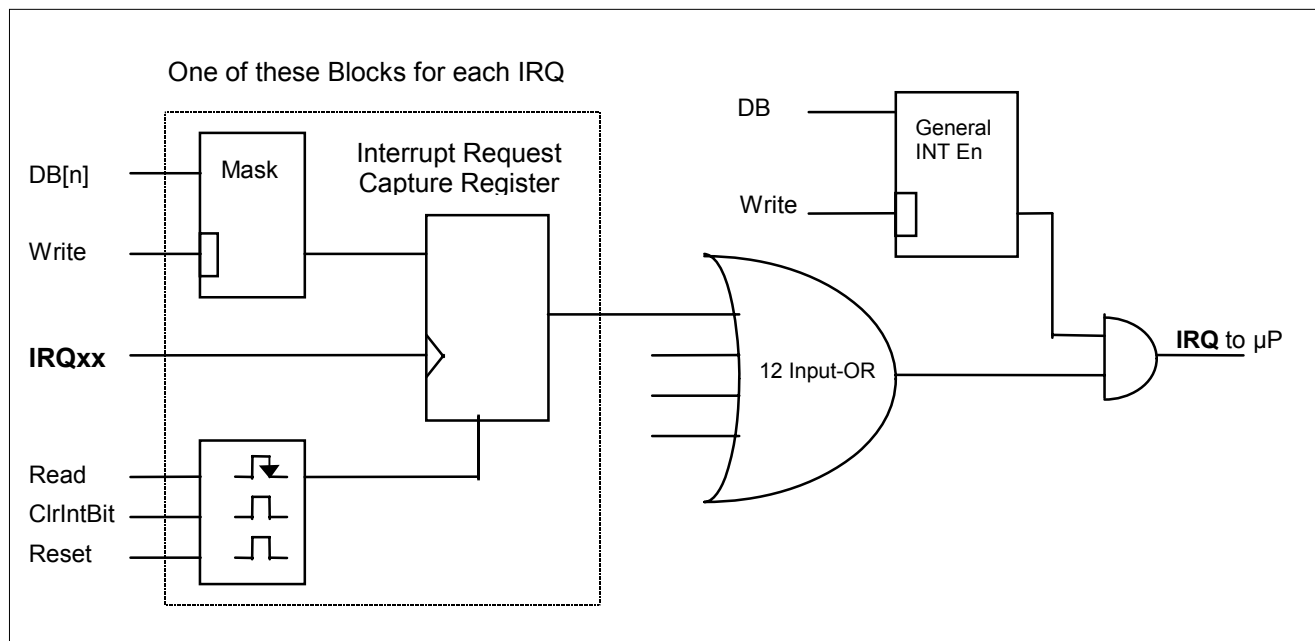 One of these Blocks for each IRQ
DB[n]
Mask
Write
Interrupt Request
Capture Register
IRQxx
Read
ClrIntBit
Reset
12 Input-OR
DB
General
INT En
Write
IRQ to µP